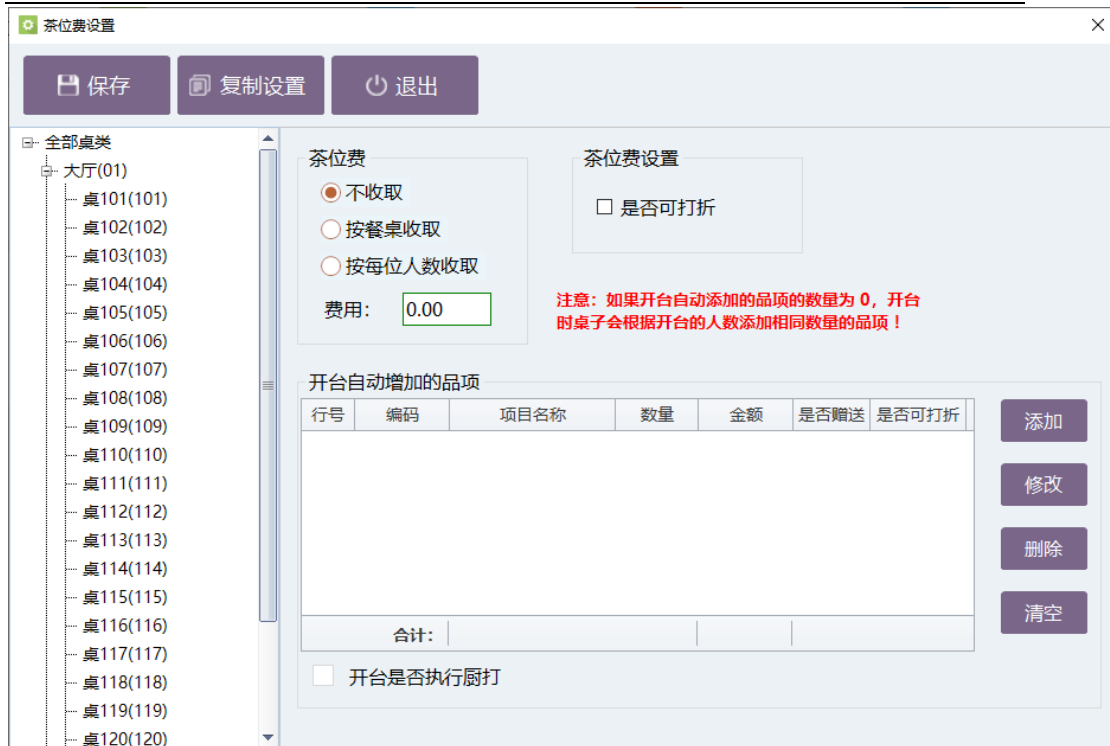 茶位费设置
保存
复制设置
退出
全部桌类
大厅(01)
桌101(101)
桌102(102)
桌103(103)
桌104(104)
桌105(105)
桌106(106)
桌107(107)
桌108(108)
桌109(109)
桌110(110)
桌111(111)
桌112(112)
桌113(113)
桌114(114)
桌115(115)
桌116(116)
桌117(117)
桌118(118)
桌119(119)
桌120(120)
茶位费
不收取
按餐桌收取
按每位人数收取
费用： 0.00
茶位费设置
是否可打折
注意：如果开台自动添加的品项的数量为 0，开台
时桌子会根据开台的人数添加相同数量的品项！
开台自动增加的品项
行号 编码 项目名称 数量 金额 是否赠送 是否可打折
合计：
添加
修改
删除
清空
开台是否执行厨打